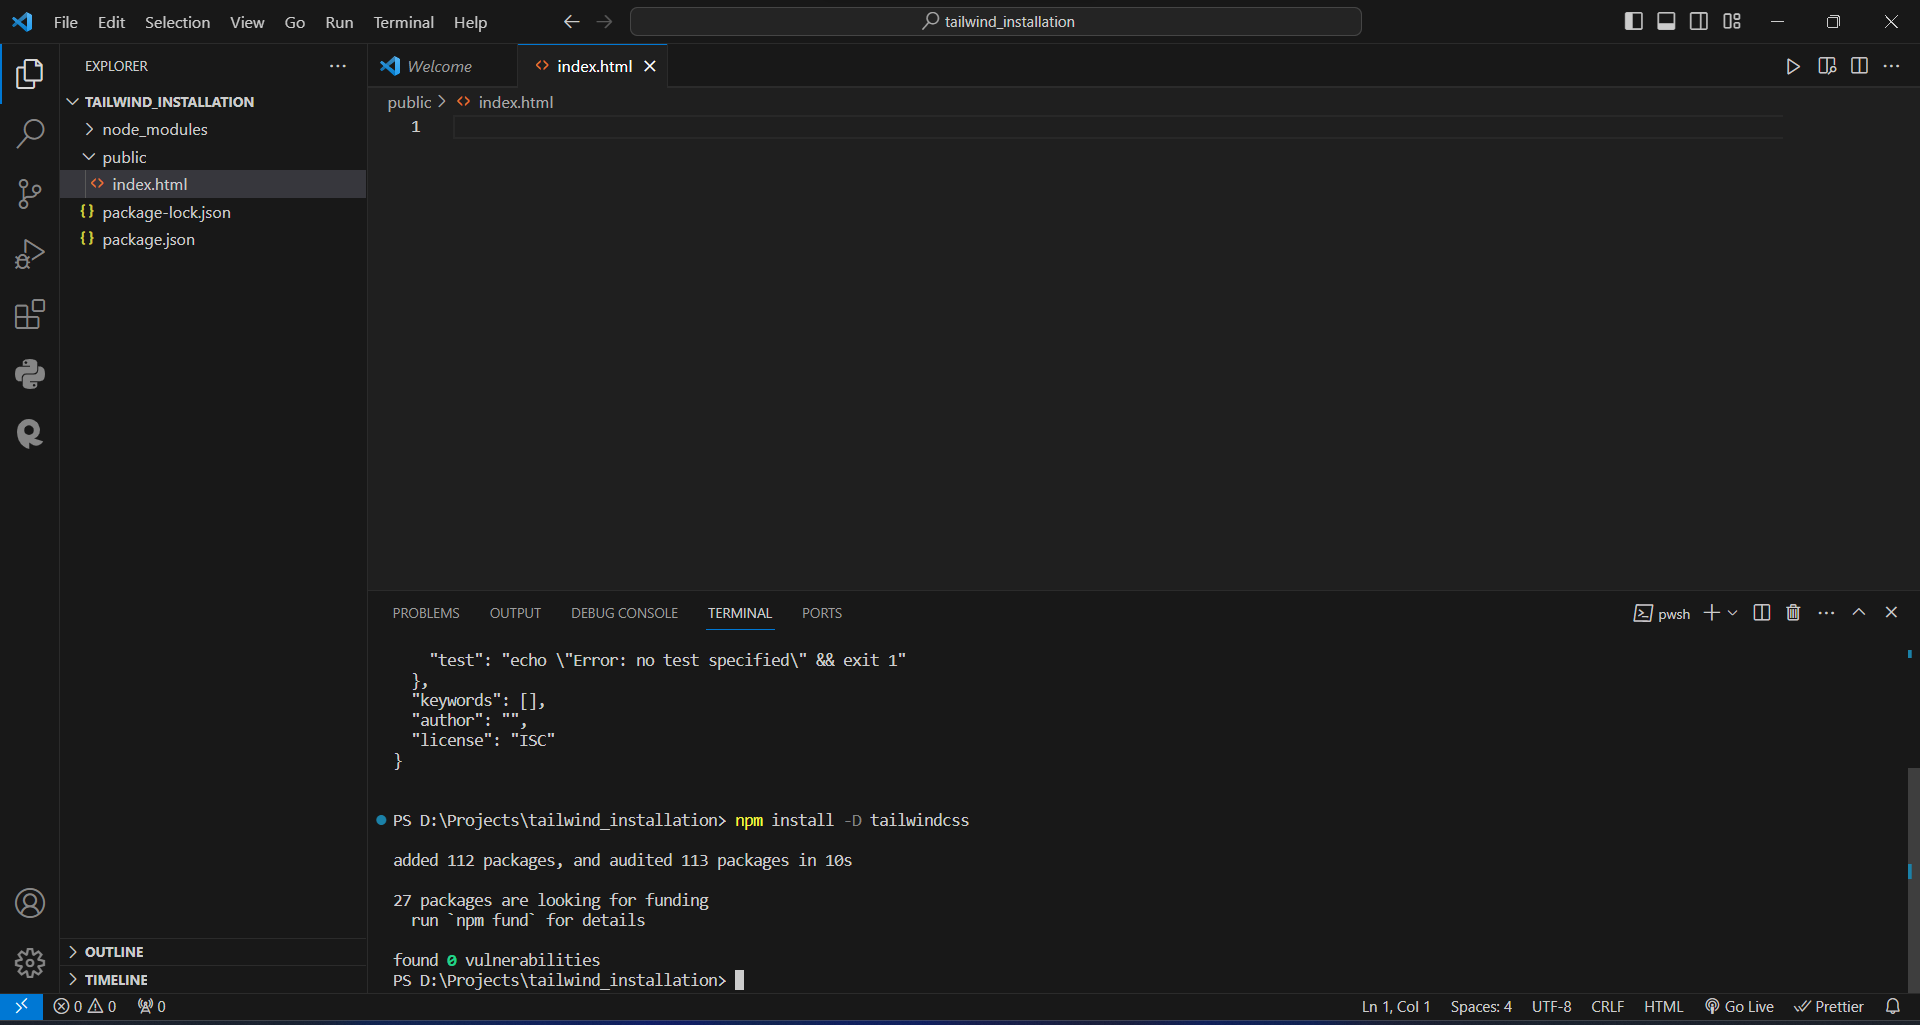 File Edit Selection View Go Run Terminal Help
tailwind_installation
EXPLORER
TAILWIND_INSTALLATION
node_modules
public
index.html
package-lock.json
package.json
OUTLINE
TIMELINE
Welcome
index.html
public > index.html
1
PROBLEMS OUTPUT DEBUG CONSOLE TERMINAL PORTS
pwsh
"test": "echo \"Error: no test specified\" && exit 1"
},
"keywords": [],
"author": "",
"license": "ISC"
}
PS D:\Projects\tailwind_installation> npm install -D tailwindcss
added 112 packages, and audited 113 packages in 10s
27 packages are looking for funding
run `npm fund` for details
found 0 vulnerabilities
PS D:\Projects\tailwind_installation>
0 0 0
Ln 1, Col 1 Spaces: 4 UTF-8 CRLF HTML Go Live Prettier